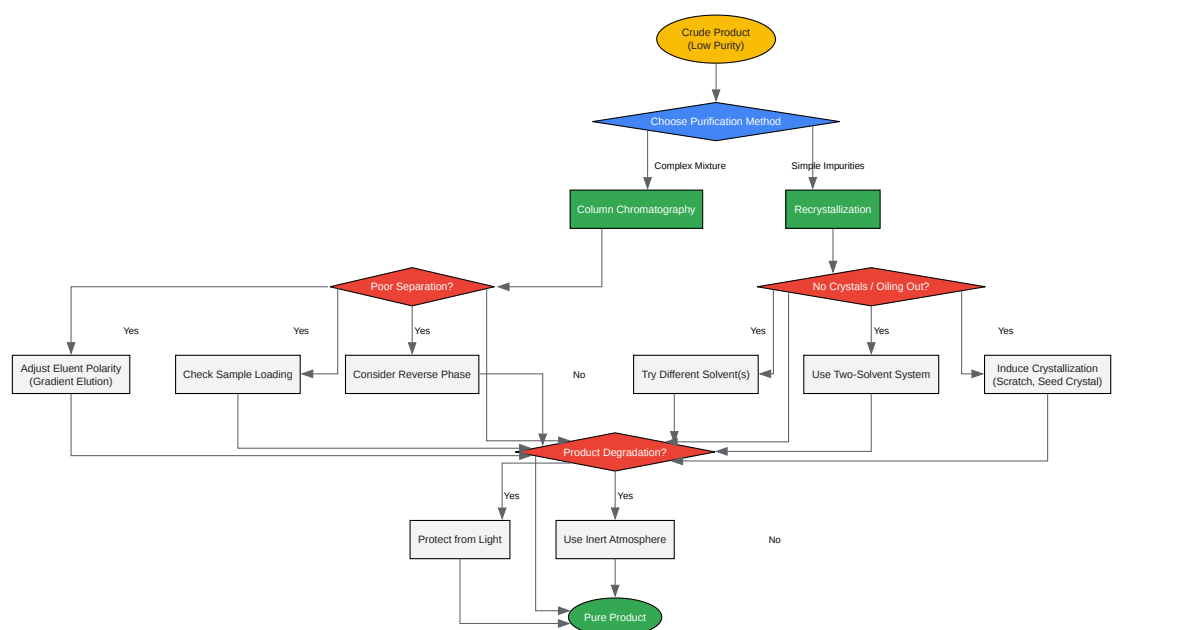 Crude Product
(Low Purity)
Choose Purification Method
Complex Mixture
Simple Impurities
Column Chromatography
Recrystallization
Poor Separation?
No Crystals / Oiling Out?
Yes
Yes
Yes
Yes
Yes
Yes
Adjust Eluent Polarity
(Gradient Elution)
Check Sample Loading
Consider Reverse Phase
No
Try Different Solvent(s)
Use Two-Solvent System
Induce Crystallization
(Scratch, Seed Crystal)
Product Degradation?
Yes
Yes
Protect from Light
Use Inert Atmosphere
No
Pure Product